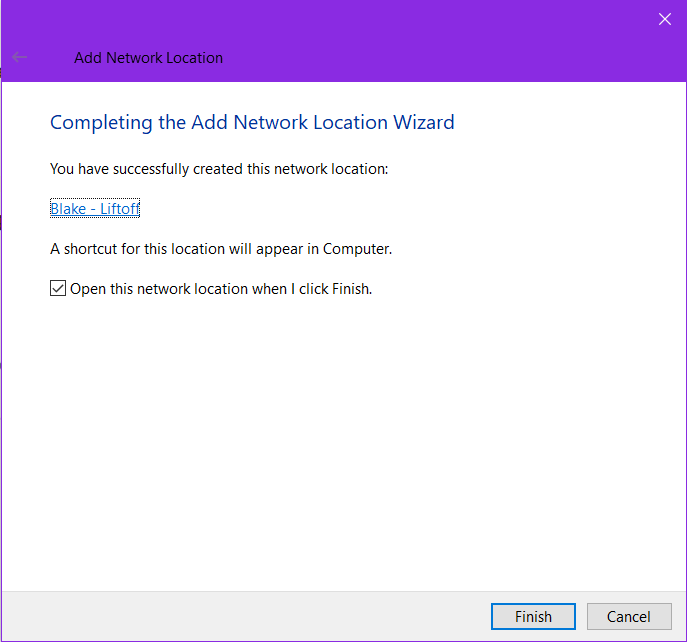 Add Network Location
Completing the Add Network Location Wizard
You have successfully created this network location:
Blake - Liftoff
A shortcut for this location will appear in Computer.
Open this network location when I click Finish.
Finish
Cancel